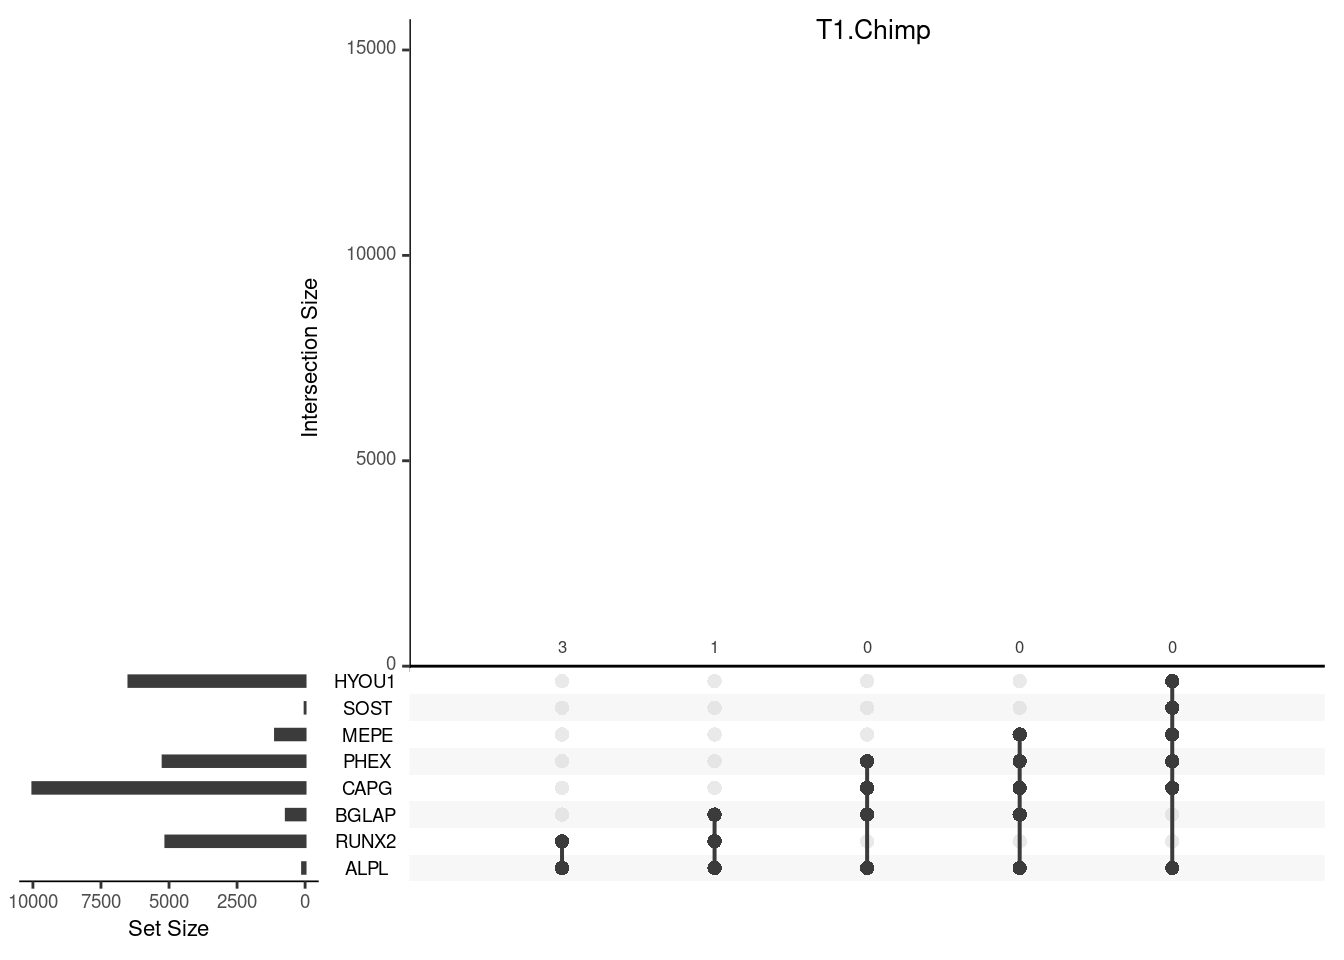 T1.Chimp
15000
10000
5000
0
Intersection Size
3 1 0 0 0
HYOU1
SOST
MEPE
PHEX
CAPG
BGLAP
RUNX2
ALPL
10000 7500 5000 2500 0
Set Size